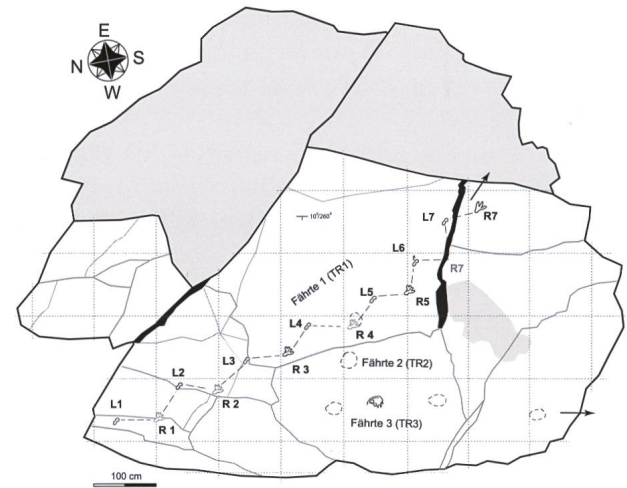 E
N S
W
10°/260°
L7
R7
L6
R7
Fährte 1 (TR1)
L5
R5
L4
R 4
L3
R 3
Fährte 2 (TR2)
L2
R 2
L1
R 1
Fährte 3 (TR3)
100 cm